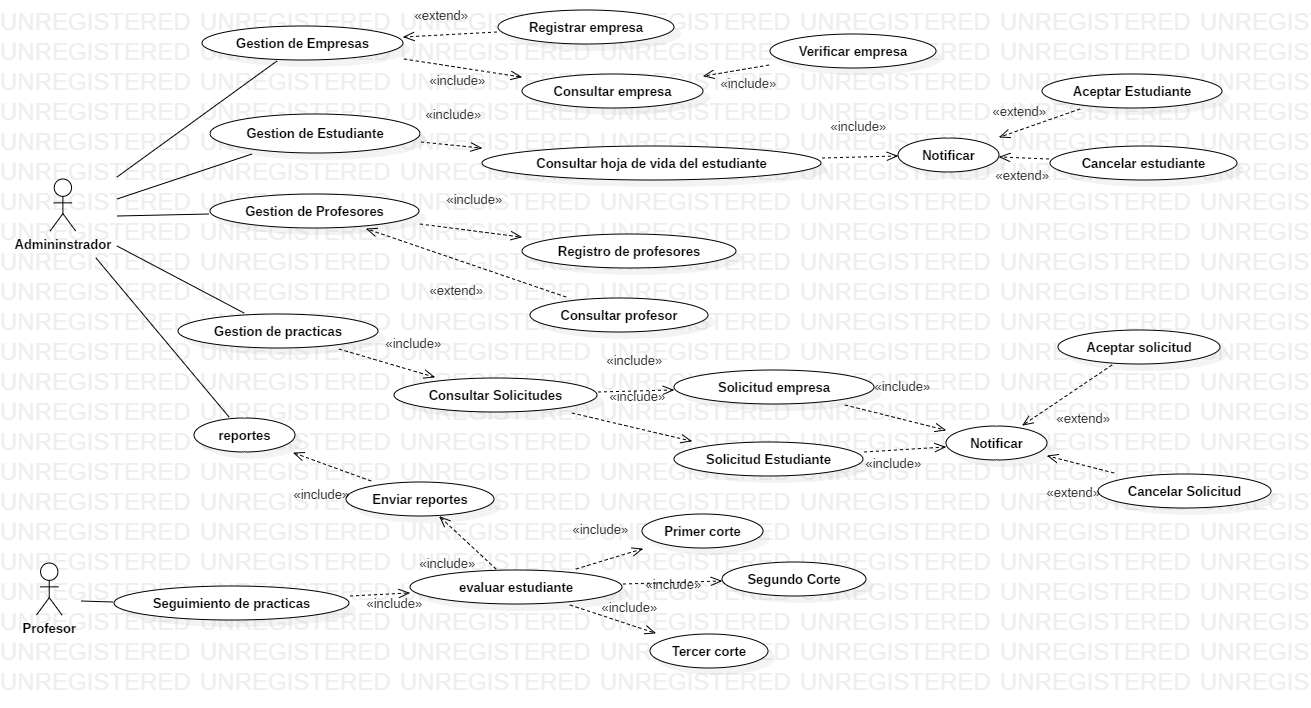 «extend»
Registrar empresa
Gestion de Empresas
Verificar empresa
«include»
Consultar empresa
«include»
Aceptar Estudiante
«extend»
«include»
Gestion de Estudiante
«include»
Consultar hoja de vida del estudiante
Notificar
Cancelar estudiante
«extend»
Admininstrador
«include»
Gestion de Profesores
Registro de profesores
«extend»
Consultar profesor
Gestion de practicas
«include»
Aceptar solicitud
«include»
Solicitud empresa
«include»
Consultar Solicitudes
«include»
«extend»
reportes
Notificar
Solicitud Estudiante
«include»
«include»
Enviar reportes
«extend»
Cancelar Solicitud
«include»
Primer corte
«include»
evaluar estudiante
«include»
Segundo Corte
Profesor
Seguimiento de practicas
«include»
«include»
Tercer corte
UNREGISTERED